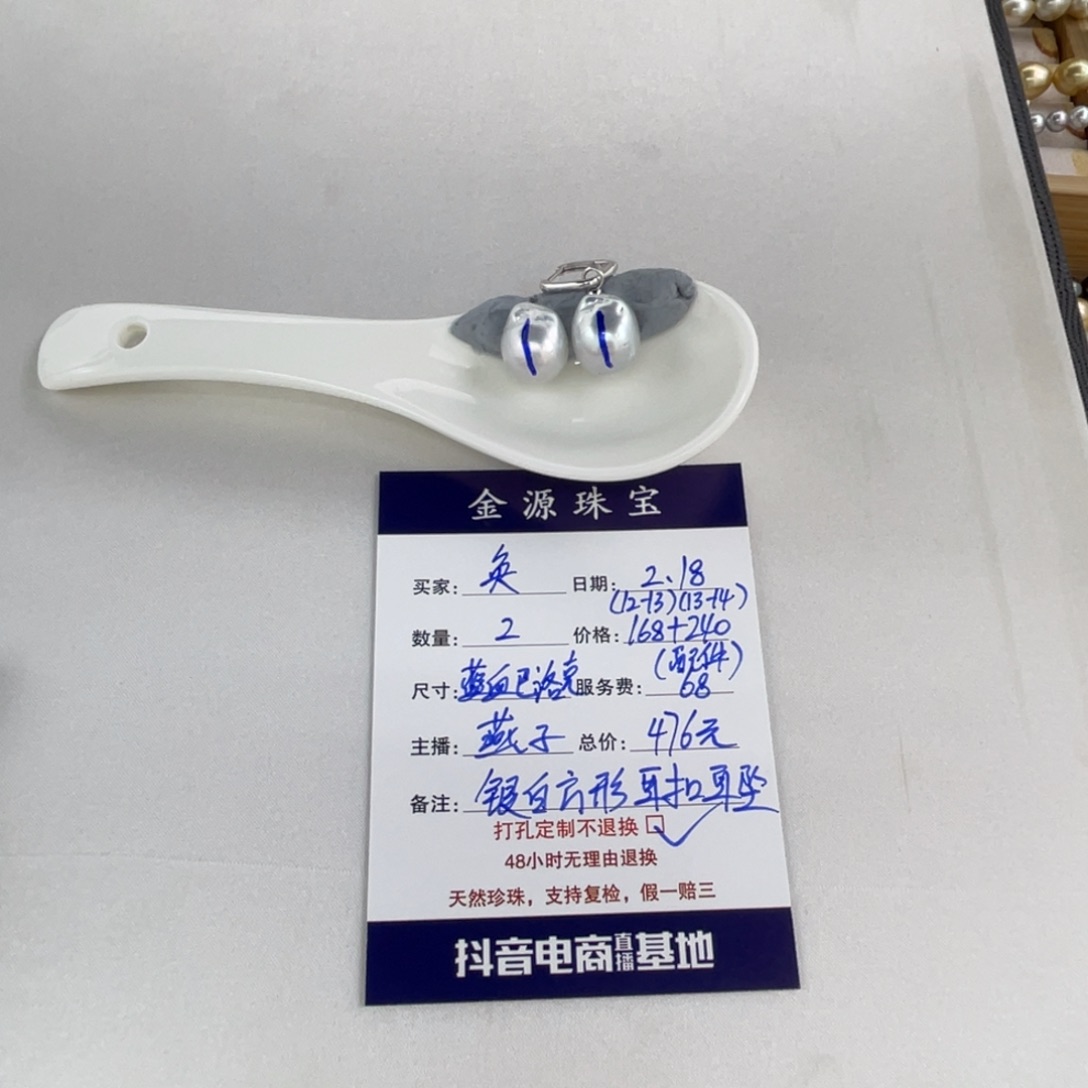 金源珠宝
买家: 英 日期: 2.18
(12-13)(13-14)
数量: 2 价格: 168+240
(配件)
尺寸: 蓝白巴洛克 服务费: 68
主播: 燕子 总价: 476元
备注: 银白方形耳扣耳坠
打孔定制不退换 ☐✓
48小时无理由退换
天然珍珠，支持复检，假一赔三
抖音电商直播基地